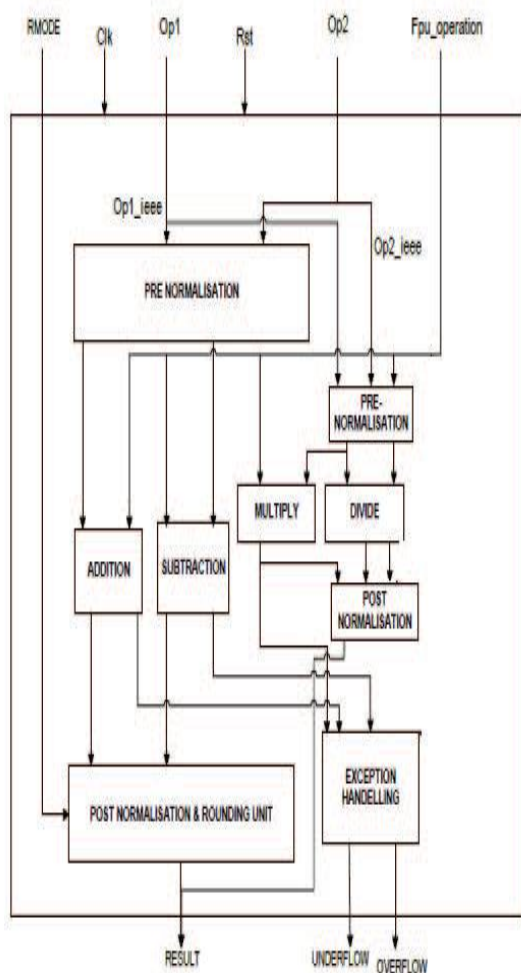 RMODE
Clk
Op1
Rst
Op2
Fpu_operation
Op1_ieee
Op2_ieee
PRE NORMALISATION
PRE-
NORMALISATION
MULTIPLY
DIVIDE
ADDITION
SUBTRACTION
POST
NORMALISATION
EXCEPTION
HANDELLING
POST NORMALISATION & ROUNDING UNIT
RESULT
UNDERFLOW
OVERFLOW